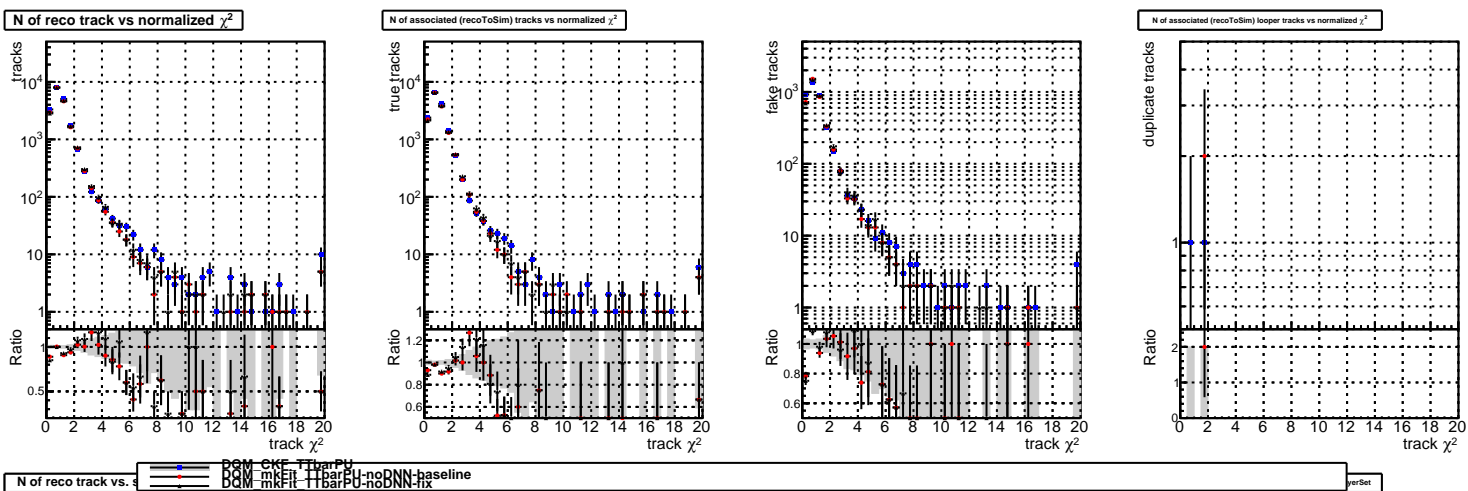 N of reco track vs normalized χ²
N of associated (recoToSim) tracks vs normalized χ²
N of associated (recoToSim) looper tracks vs normalized χ²
tracks
10⁴
10³
10²
10
1
Ratio
1
0.5
0 2 4 6 8 10 12 14 16 18 20
track χ²
true tracks
10⁴
10³
10²
10
1
Ratio
1.2
1
0.8
0.6
0 2 4 6 8 10 12 14 16 18 20
track χ²
fake tracks
10³
10²
10
1
Ratio
1
0.8
0.6
0 2 4 6 8 10 12 14 16 18 20
track χ²
duplicate tracks
1
Ratio
2
1
0
0 2 4 6 8 10 12 14 16 18 20
track χ²
DQM_CKF_TTbarPU
DQM_mkFit_TTbarPU-noDNN-baseline
DQM_mkFit_TTbarPU-noDNN-fix
N of reco track vs. s
yerSet